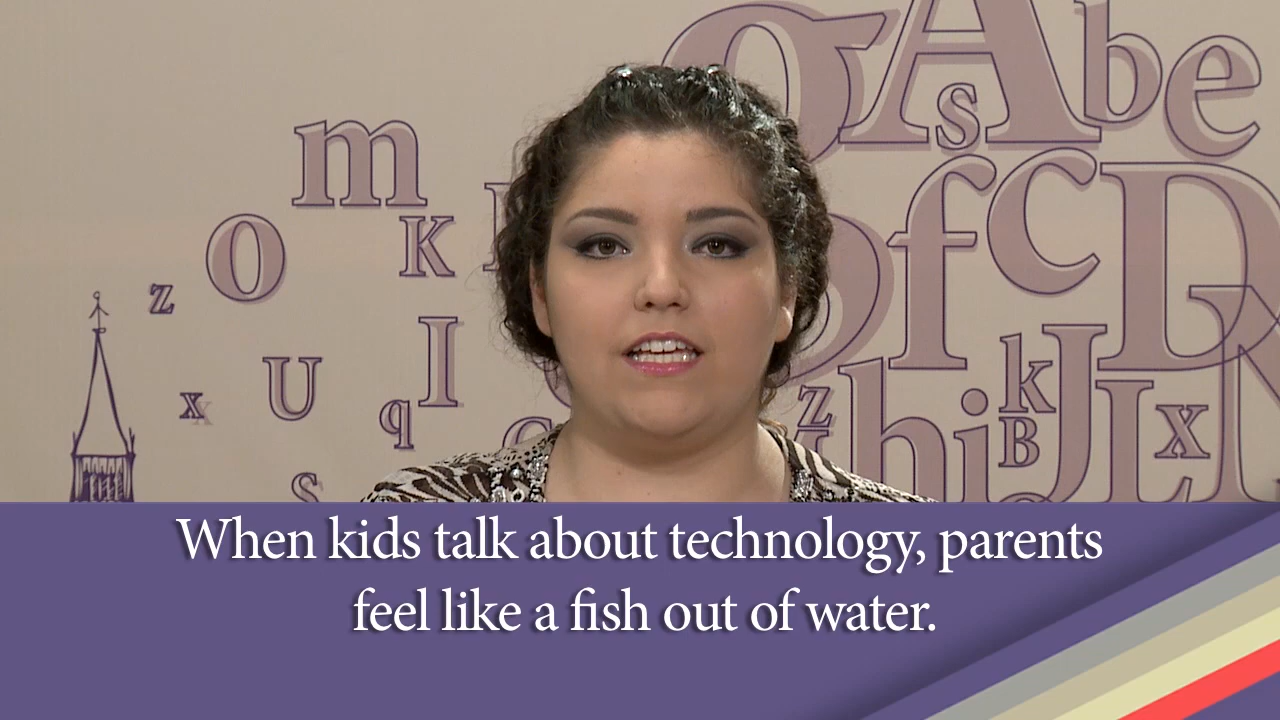 When kids talk about technology, parents
feel like a fish out of water.